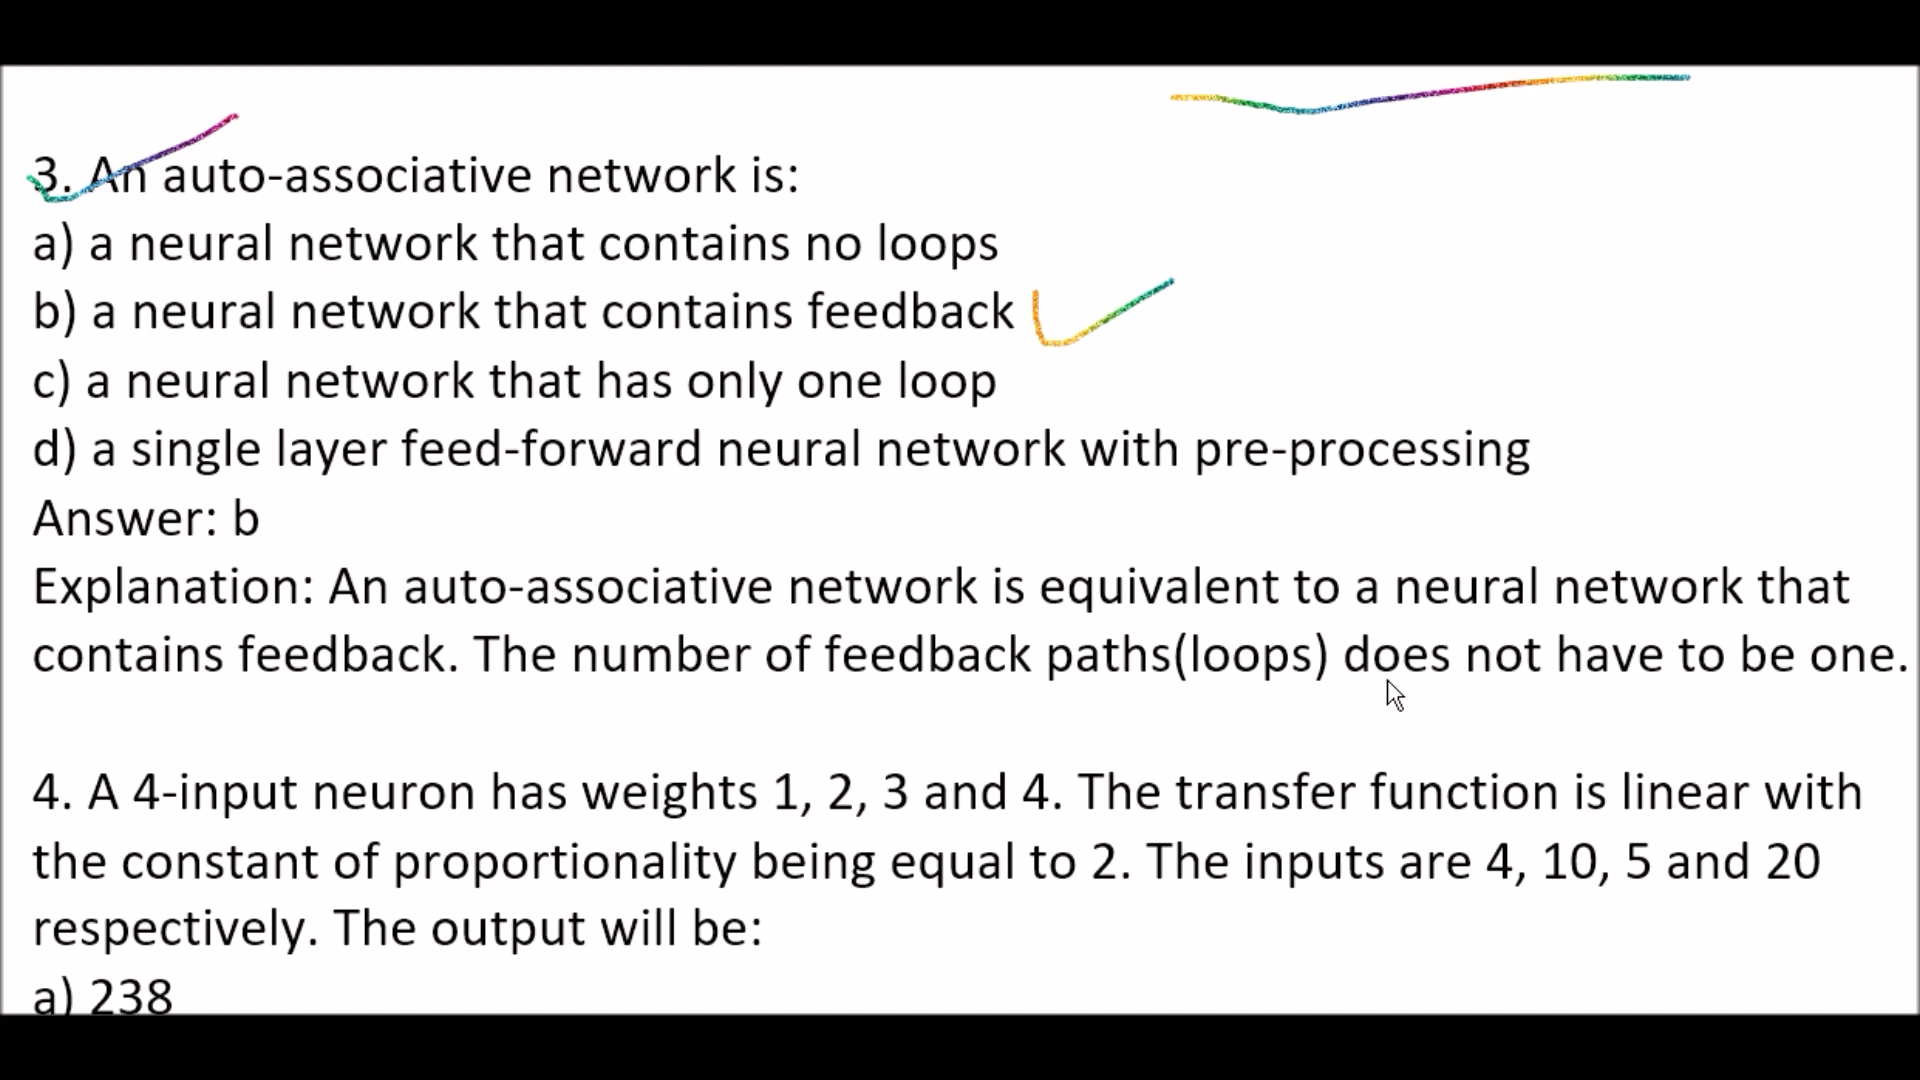 3. An auto-associative network is:
a) a neural network that contains no loops
b) a neural network that contains feedback
c) a neural network that has only one loop
d) a single layer feed-forward neural network with pre-processing
Answer: b
Explanation: An auto-associative network is equivalent to a neural network that
contains feedback. The number of feedback paths(loops) does not have to be one.
4. A 4-input neuron has weights 1, 2, 3 and 4. The transfer function is linear with
the constant of proportionality being equal to 2. The inputs are 4, 10, 5 and 20
respectively. The output will be:
a) 238